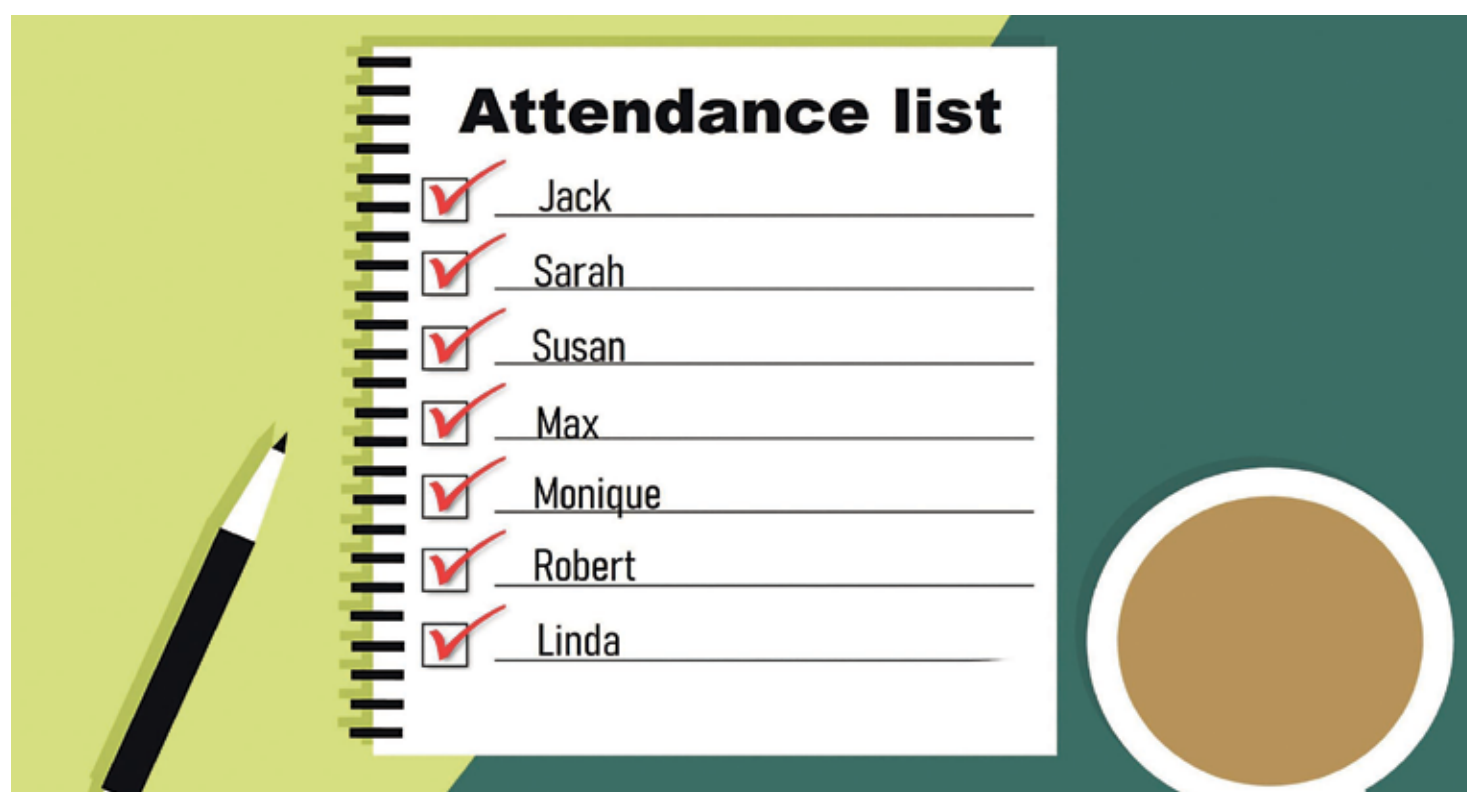 Attendance list
Jack
Sarah
Susan
Max
Monique
Robert
Linda